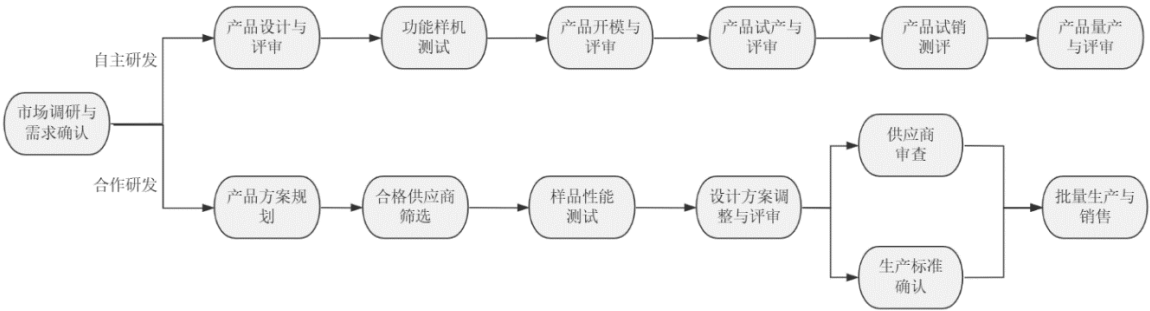 产品设计与
评审
功能样机
测试
产品开模与
评审
产品试产与
评审
产品试销
测评
产品量产
与评审
自主研发
市场调研与
需求确认
合作研发
产品方案规
划
合格供应商
筛选
样品性能
测试
设计方案调
整与评审
供应商
审查
生产标准
确认
批量生产与
销售